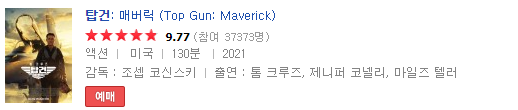 탑건: 매버릭 (Top Gun: Maverick)
9.77 (참여 37373명)
액션 | 미국 | 130분 | 2021
감독 : 조셉 코신스키 | 출연 : 톰 크루즈, 제니퍼 코넬리, 마일즈 텔러
예매
탑건